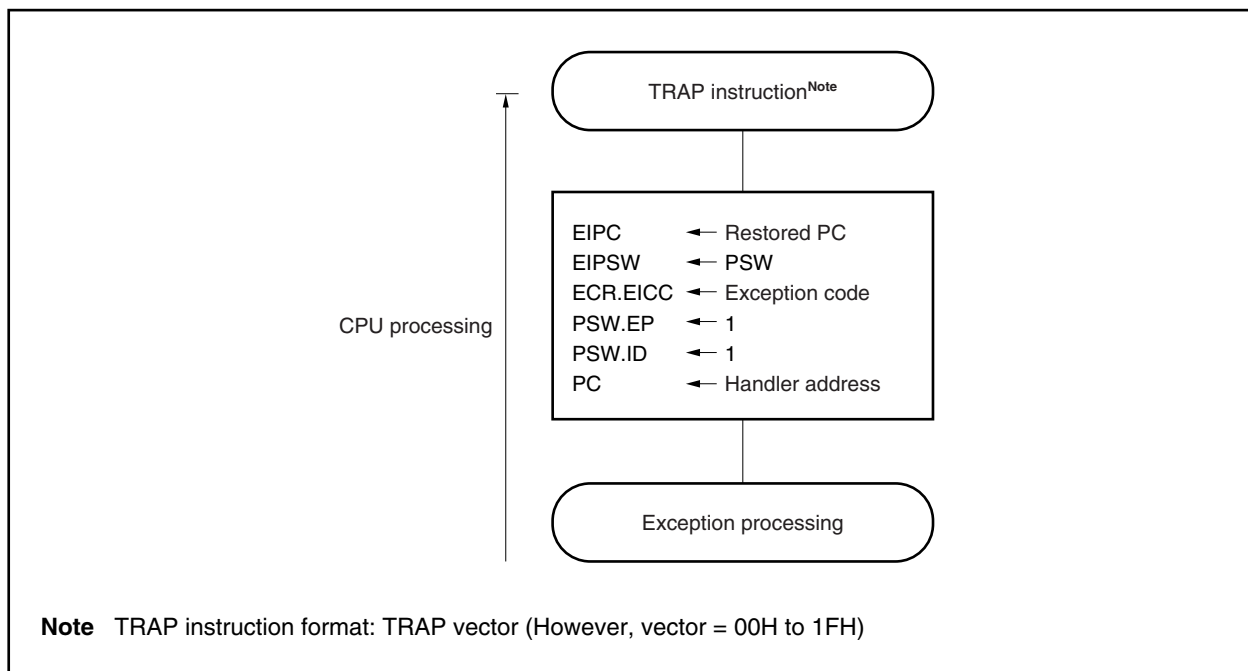 TRAP instructionNote
EIPC ← Restored PC
EIPSW ← PSW
ECR.EICC ← Exception code
PSW.EP ← 1
PSW.ID ← 1
PC ← Handler address
CPU processing
Exception processing
Note TRAP instruction format: TRAP vector (However, vector = 00H to 1FH)